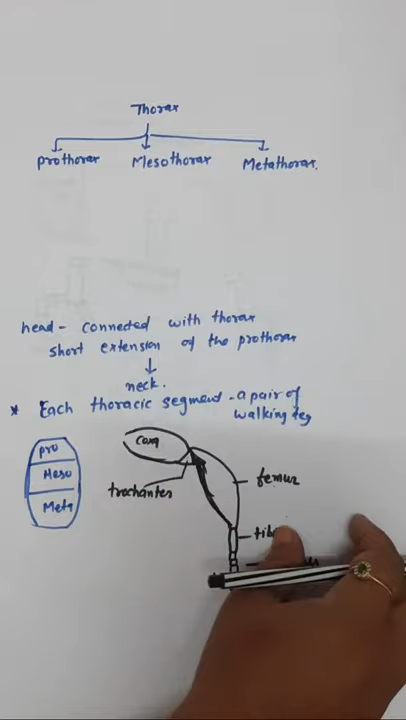 Thorax
Prothorax Mesothorax Metathorax.
head - connected with thorax
short extension of the prothorax
neck.
* Each thoracic segment - a pair of
walking leg
Pro
Meso
Meta
Coxa
trochanter
femur